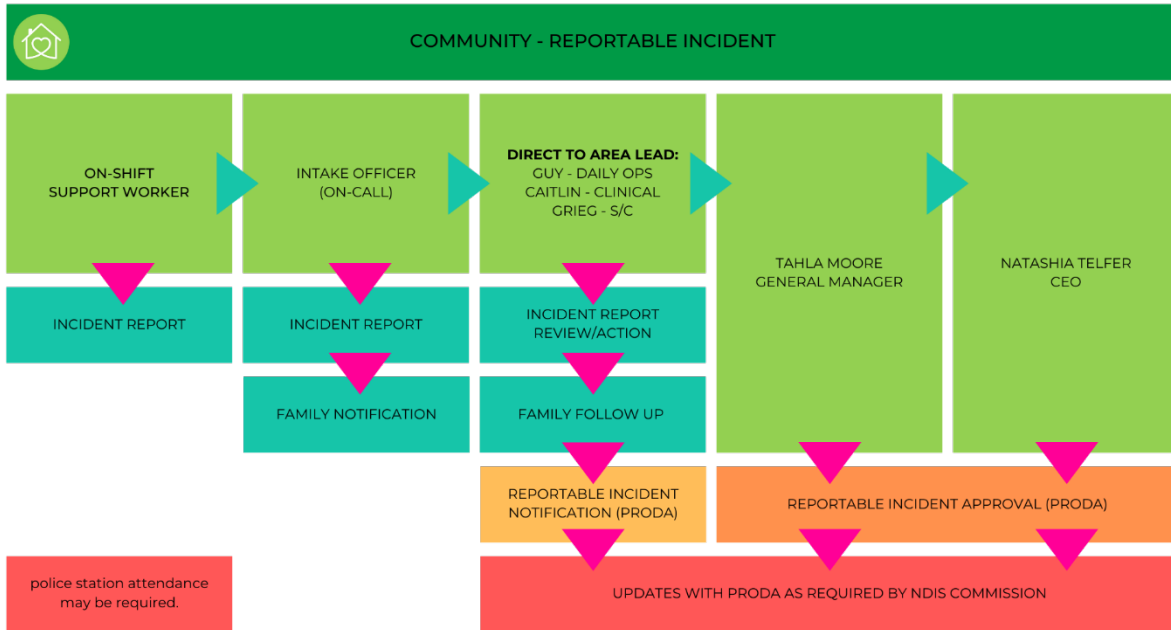 COMMUNITY - REPORTABLE INCIDENT
ON-SHIFT
SUPPORT WORKER
INTAKE OFFICER
(ON-CALL)
DIRECT TO AREA LEAD:
GUY - DAILY OPS
CAITLIN - CLINICAL
GRIEG - S/C
TAHLA MOORE
GENERAL MANAGER
NATASHIA TELFER
CEO
INCIDENT REPORT
INCIDENT REPORT
INCIDENT REPORT
REVIEW/ACTION
FAMILY NOTIFICATION
FAMILY FOLLOW UP
REPORTABLE INCIDENT
NOTIFICATION (PRODA)
REPORTABLE INCIDENT APPROVAL (PRODA)
police station attendance
may be required.
UPDATES WITH PRODA AS REQUIRED BY NDIS COMMISSION